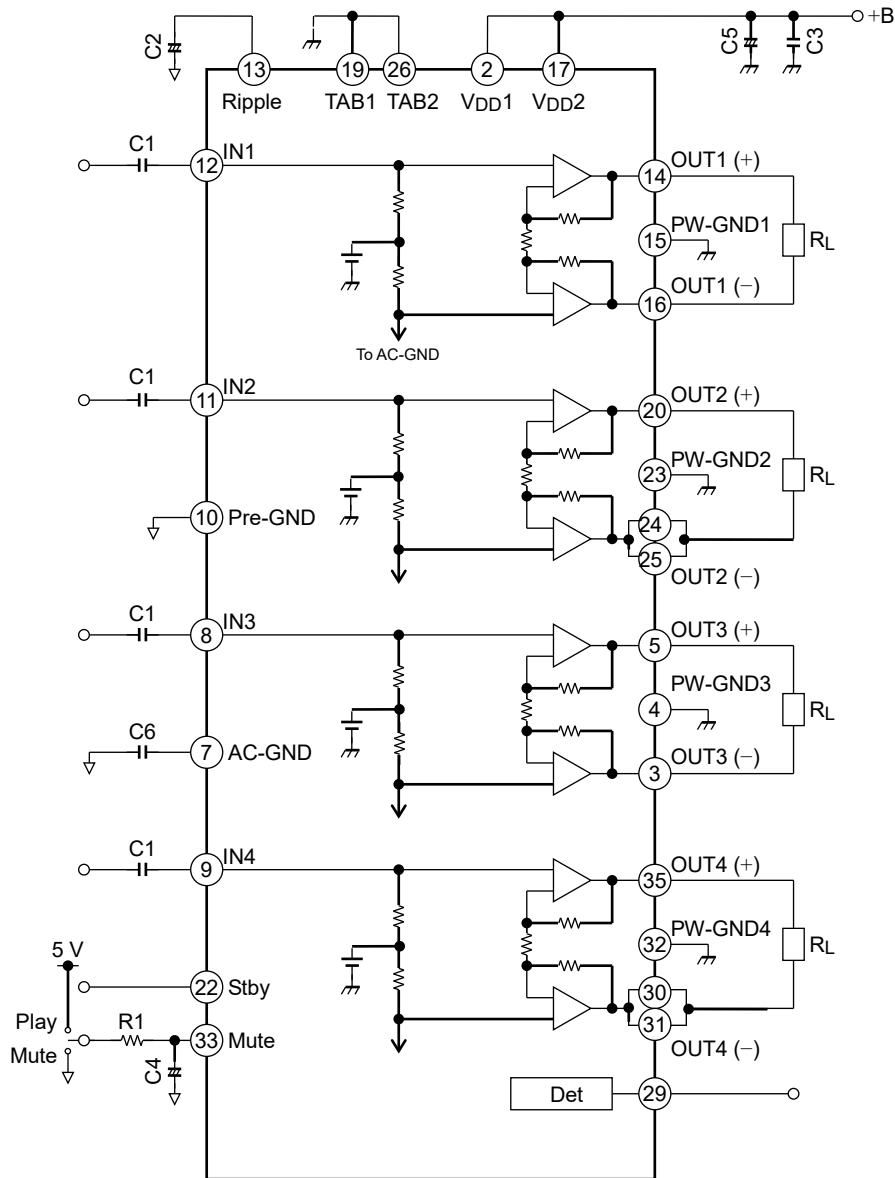 +B
C2
C5
C3
13
19
26
2
17
Ripple
TAB1
TAB2
VDD1
VDD2
C1
12
IN1
14
OUT1 (+)
15
PW-GND1
RL
16
OUT1 (−)
To AC-GND
C1
11
IN2
20
OUT2 (+)
23
PW-GND2
RL
10
Pre-GND
24
25
OUT2 (−)
C1
8
IN3
5
OUT3 (+)
4
PW-GND3
RL
C6
7
AC-GND
3
OUT3 (−)
C1
9
IN4
35
OUT4 (+)
32
PW-GND4
RL
5 V
22
Stby
30
31
OUT4 (−)
Play
Mute
R1
C4
33
Mute
Det
29